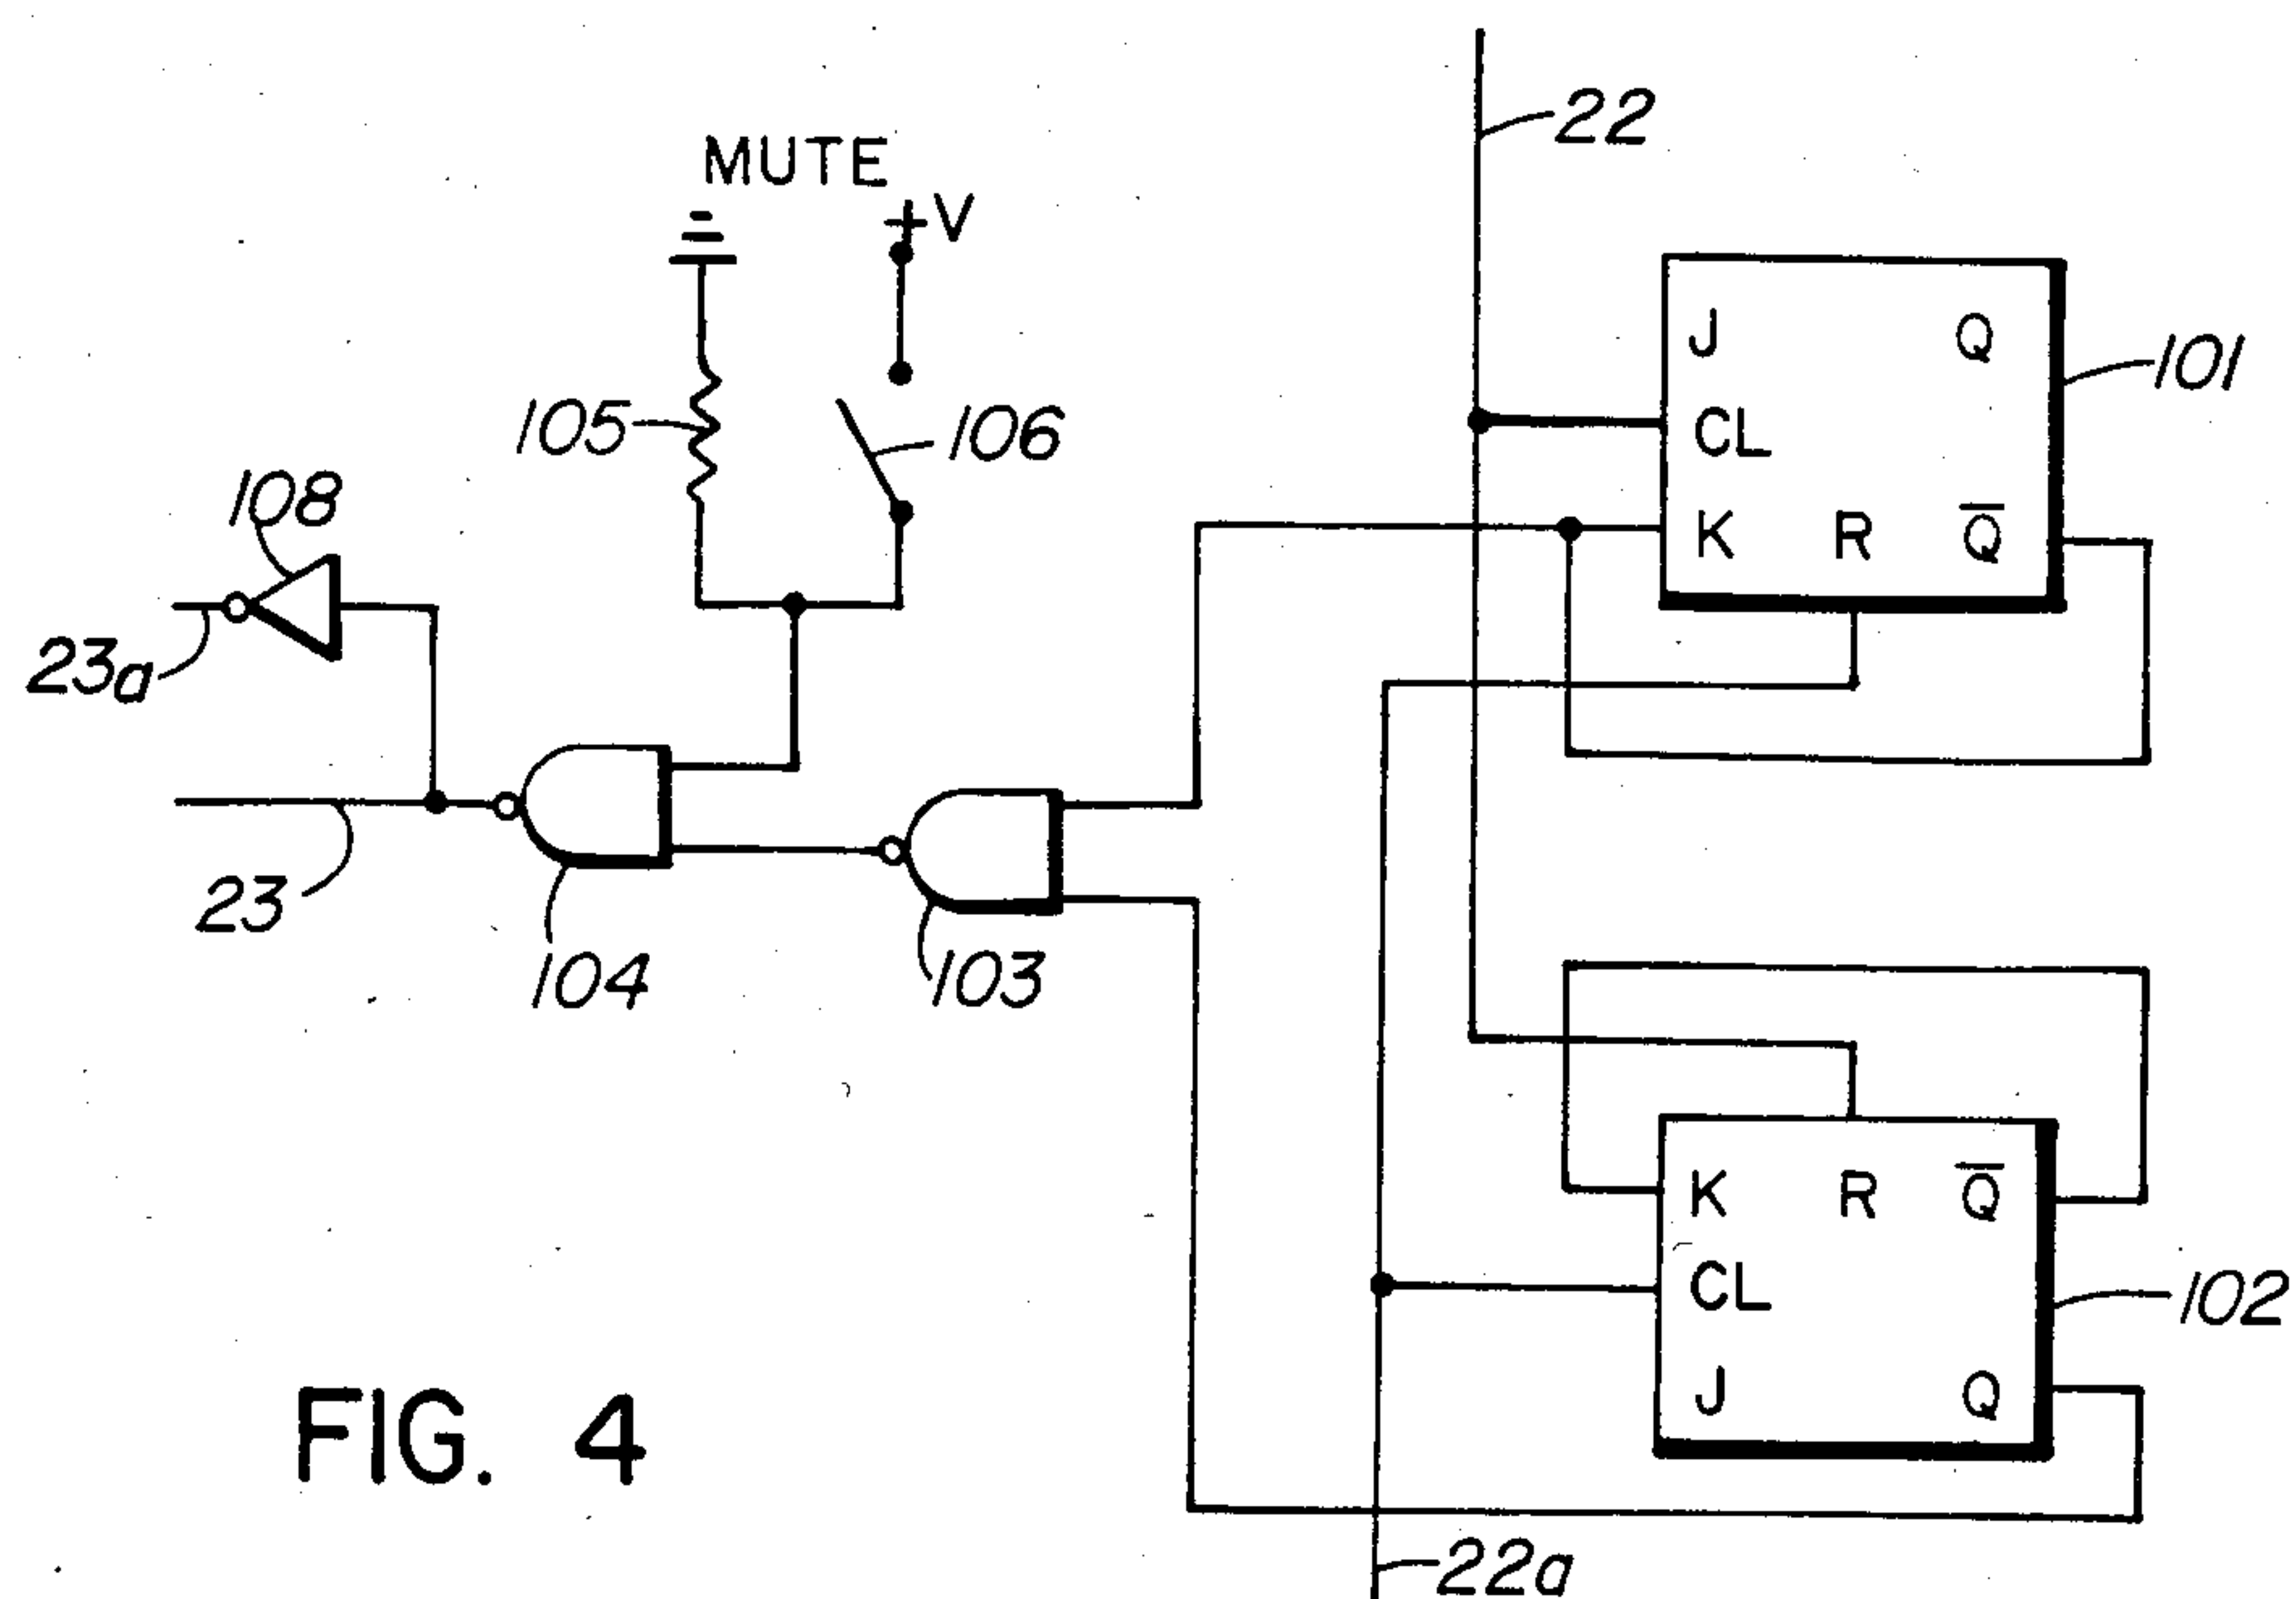 22
MUTE
+V
J Q
101
CL
105
106
108
K R Q̅
23a
23
104
103
K R Q̅
CL
102
J Q
FIG. 4
22a